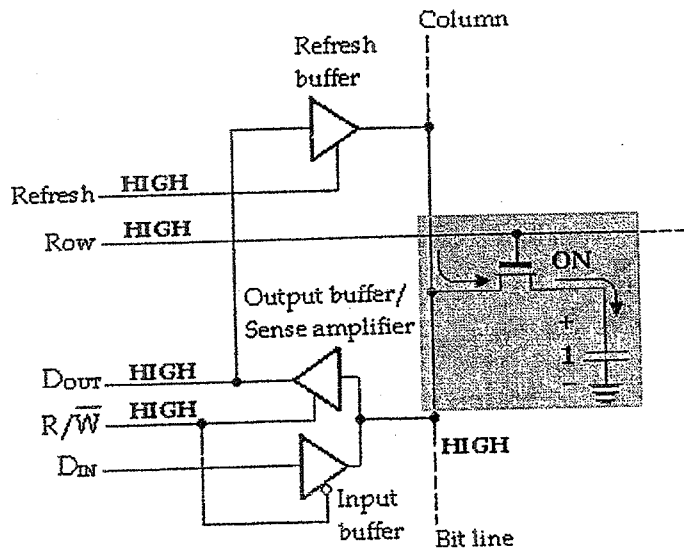 Column
Refresh
buffer
Refresh HIGH
Row HIGH
ON
Output buffer/
Sense amplifier
+
1
-
DOUT HIGH
R/W̅ HIGH
HIGH
DIN
Input
buffer
Bit line